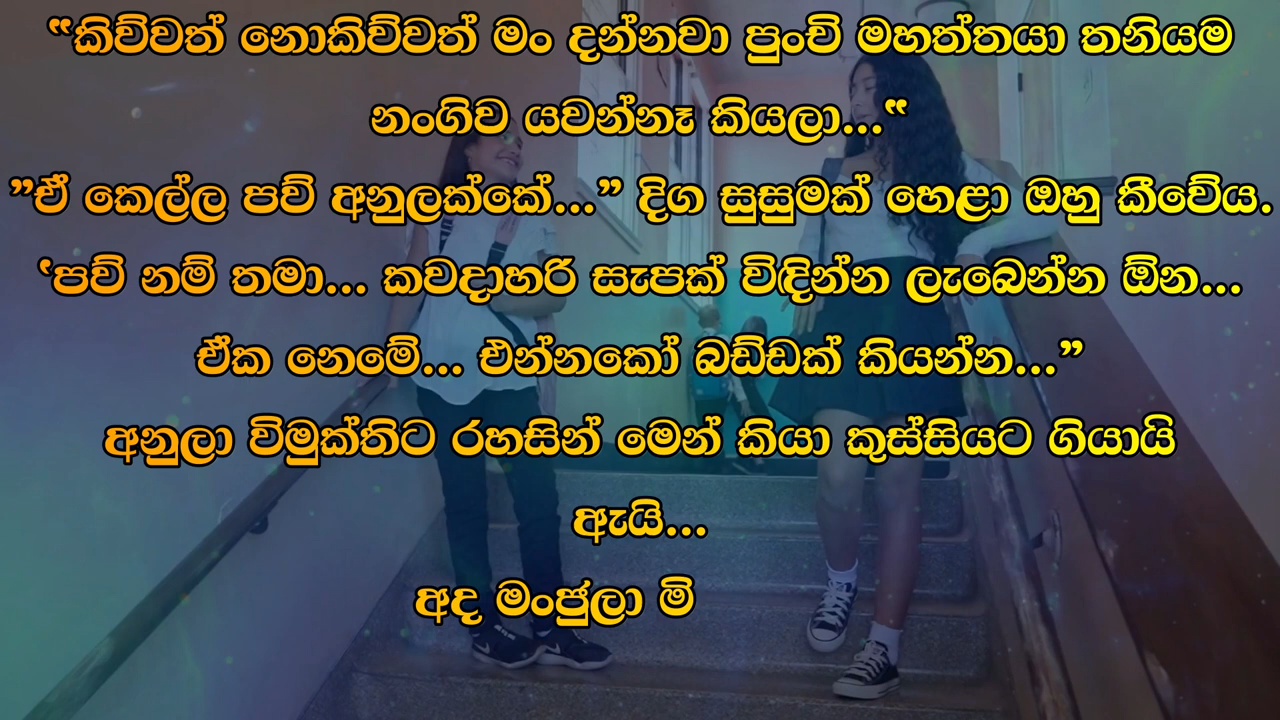 “කිව්වත් නොකිව්වත් මං දන්නවා පුංචි මහත්තයා තනියම
නංගිව යවන්නෑ කියලා...“
”ඒ කෙල්ල පව් අනුලක්කේ...” දිග සුසුමක් හෙළා ඔහු කීවේය.
‘පව් නම් තමා... කවදාහරි සැපක් විඳින්න ලැබෙන්න ඕන...
ඒක නෙමේ... එන්නකෝ බඩ්ඩක් කියන්න...”
අනුලා විමුක්තිට රහසින් මෙන් කියා කුස්සියට ගියායි
ඇයි...
අද මංජුලා මි